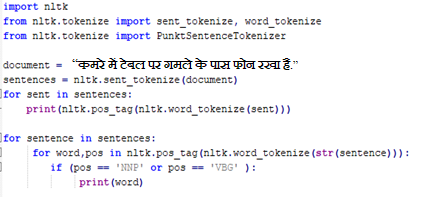 import nltk
from nltk.tokenize import sent_tokenize, word_tokenize
from nltk.tokenize import PunktSentenceTokenizer
document = “कमरे में टेबल पर गमले के पास फोन रखा हैं.”
sentences = nltk.sent_tokenize(document)
for sent in sentences:
print(nltk.pos_tag(nltk.word_tokenize(sent)))
for sentence in sentences:
for word,pos in nltk.pos_tag(nltk.word_tokenize(str(sentence))):
if (pos == 'NNP' or pos == 'VBG' ):
print(word)